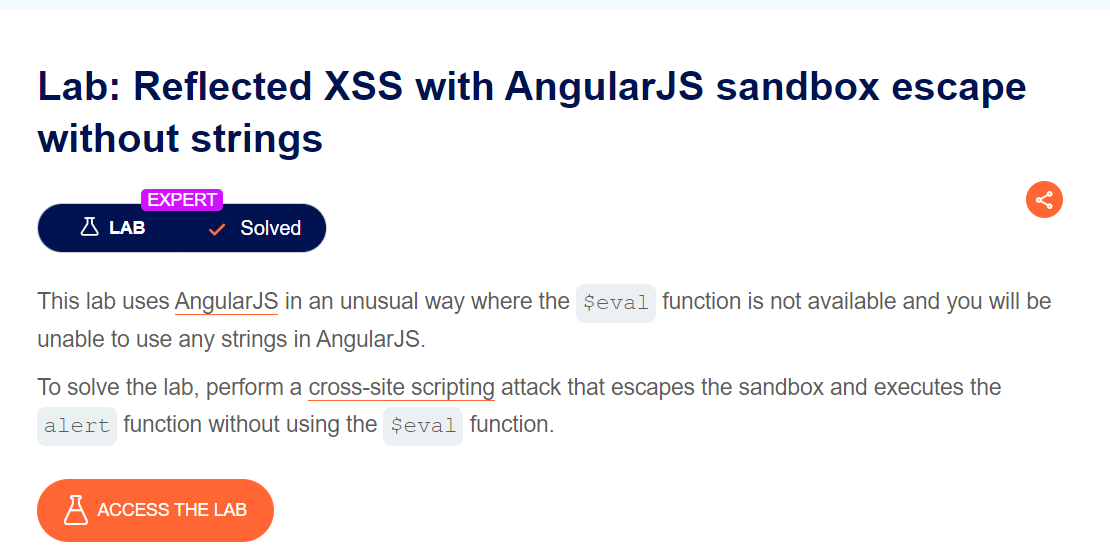 Lab: Reflected XSS with AngularJS sandbox escape
without strings
EXPERT
LAB Solved
This lab uses AngularJS in an unusual way where the $eval function is not available and you will be
unable to use any strings in AngularJS.
To solve the lab, perform a cross-site scripting attack that escapes the sandbox and executes the
alert function without using the $eval function.
ACCESS THE LAB